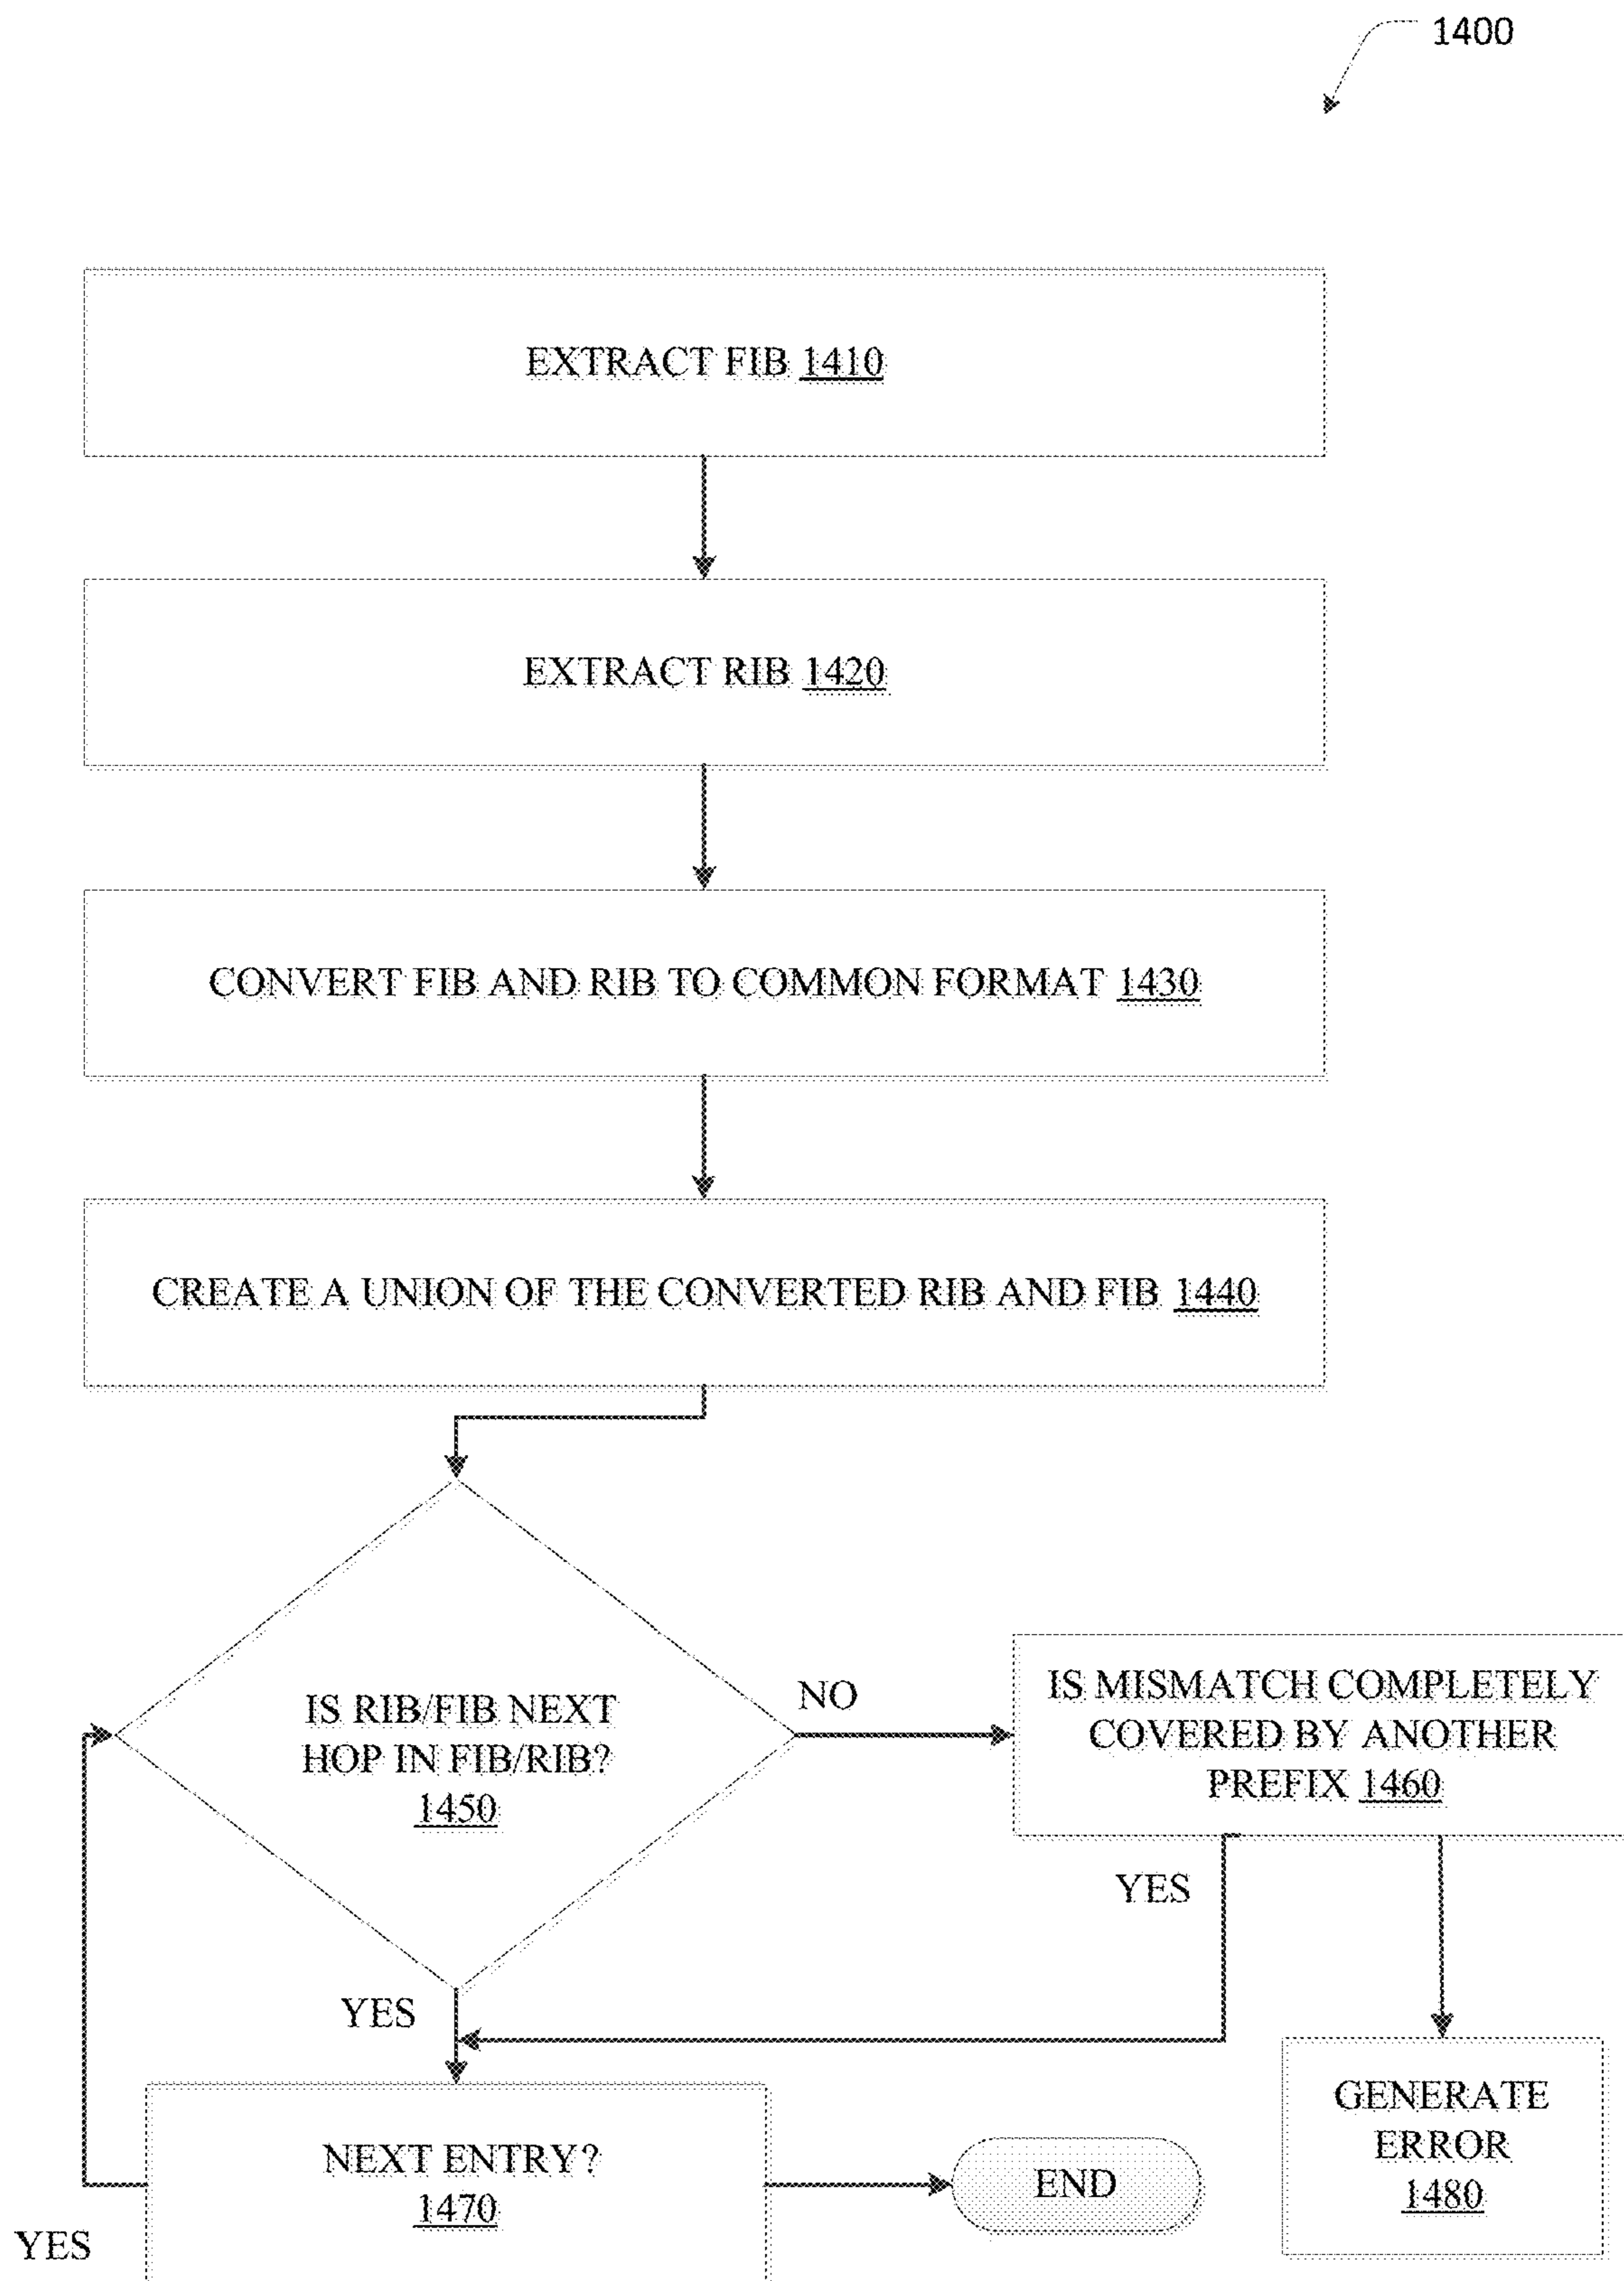 1400
EXTRACT FIB 1410
EXTRACT RIB 1420
CONVERT FIB AND RIB TO COMMON FORMAT 1430
CREATE A UNION OF THE CONVERTED RIB AND FIB 1440
IS RIB/FIB NEXT
HOP IN FIB/RIB?
1450
NO
IS MISMATCH COMPLETELY
COVERED BY ANOTHER
PREFIX 1460
YES
YES
NEXT ENTRY?
1470
YES
END
GENERATE
ERROR
1480